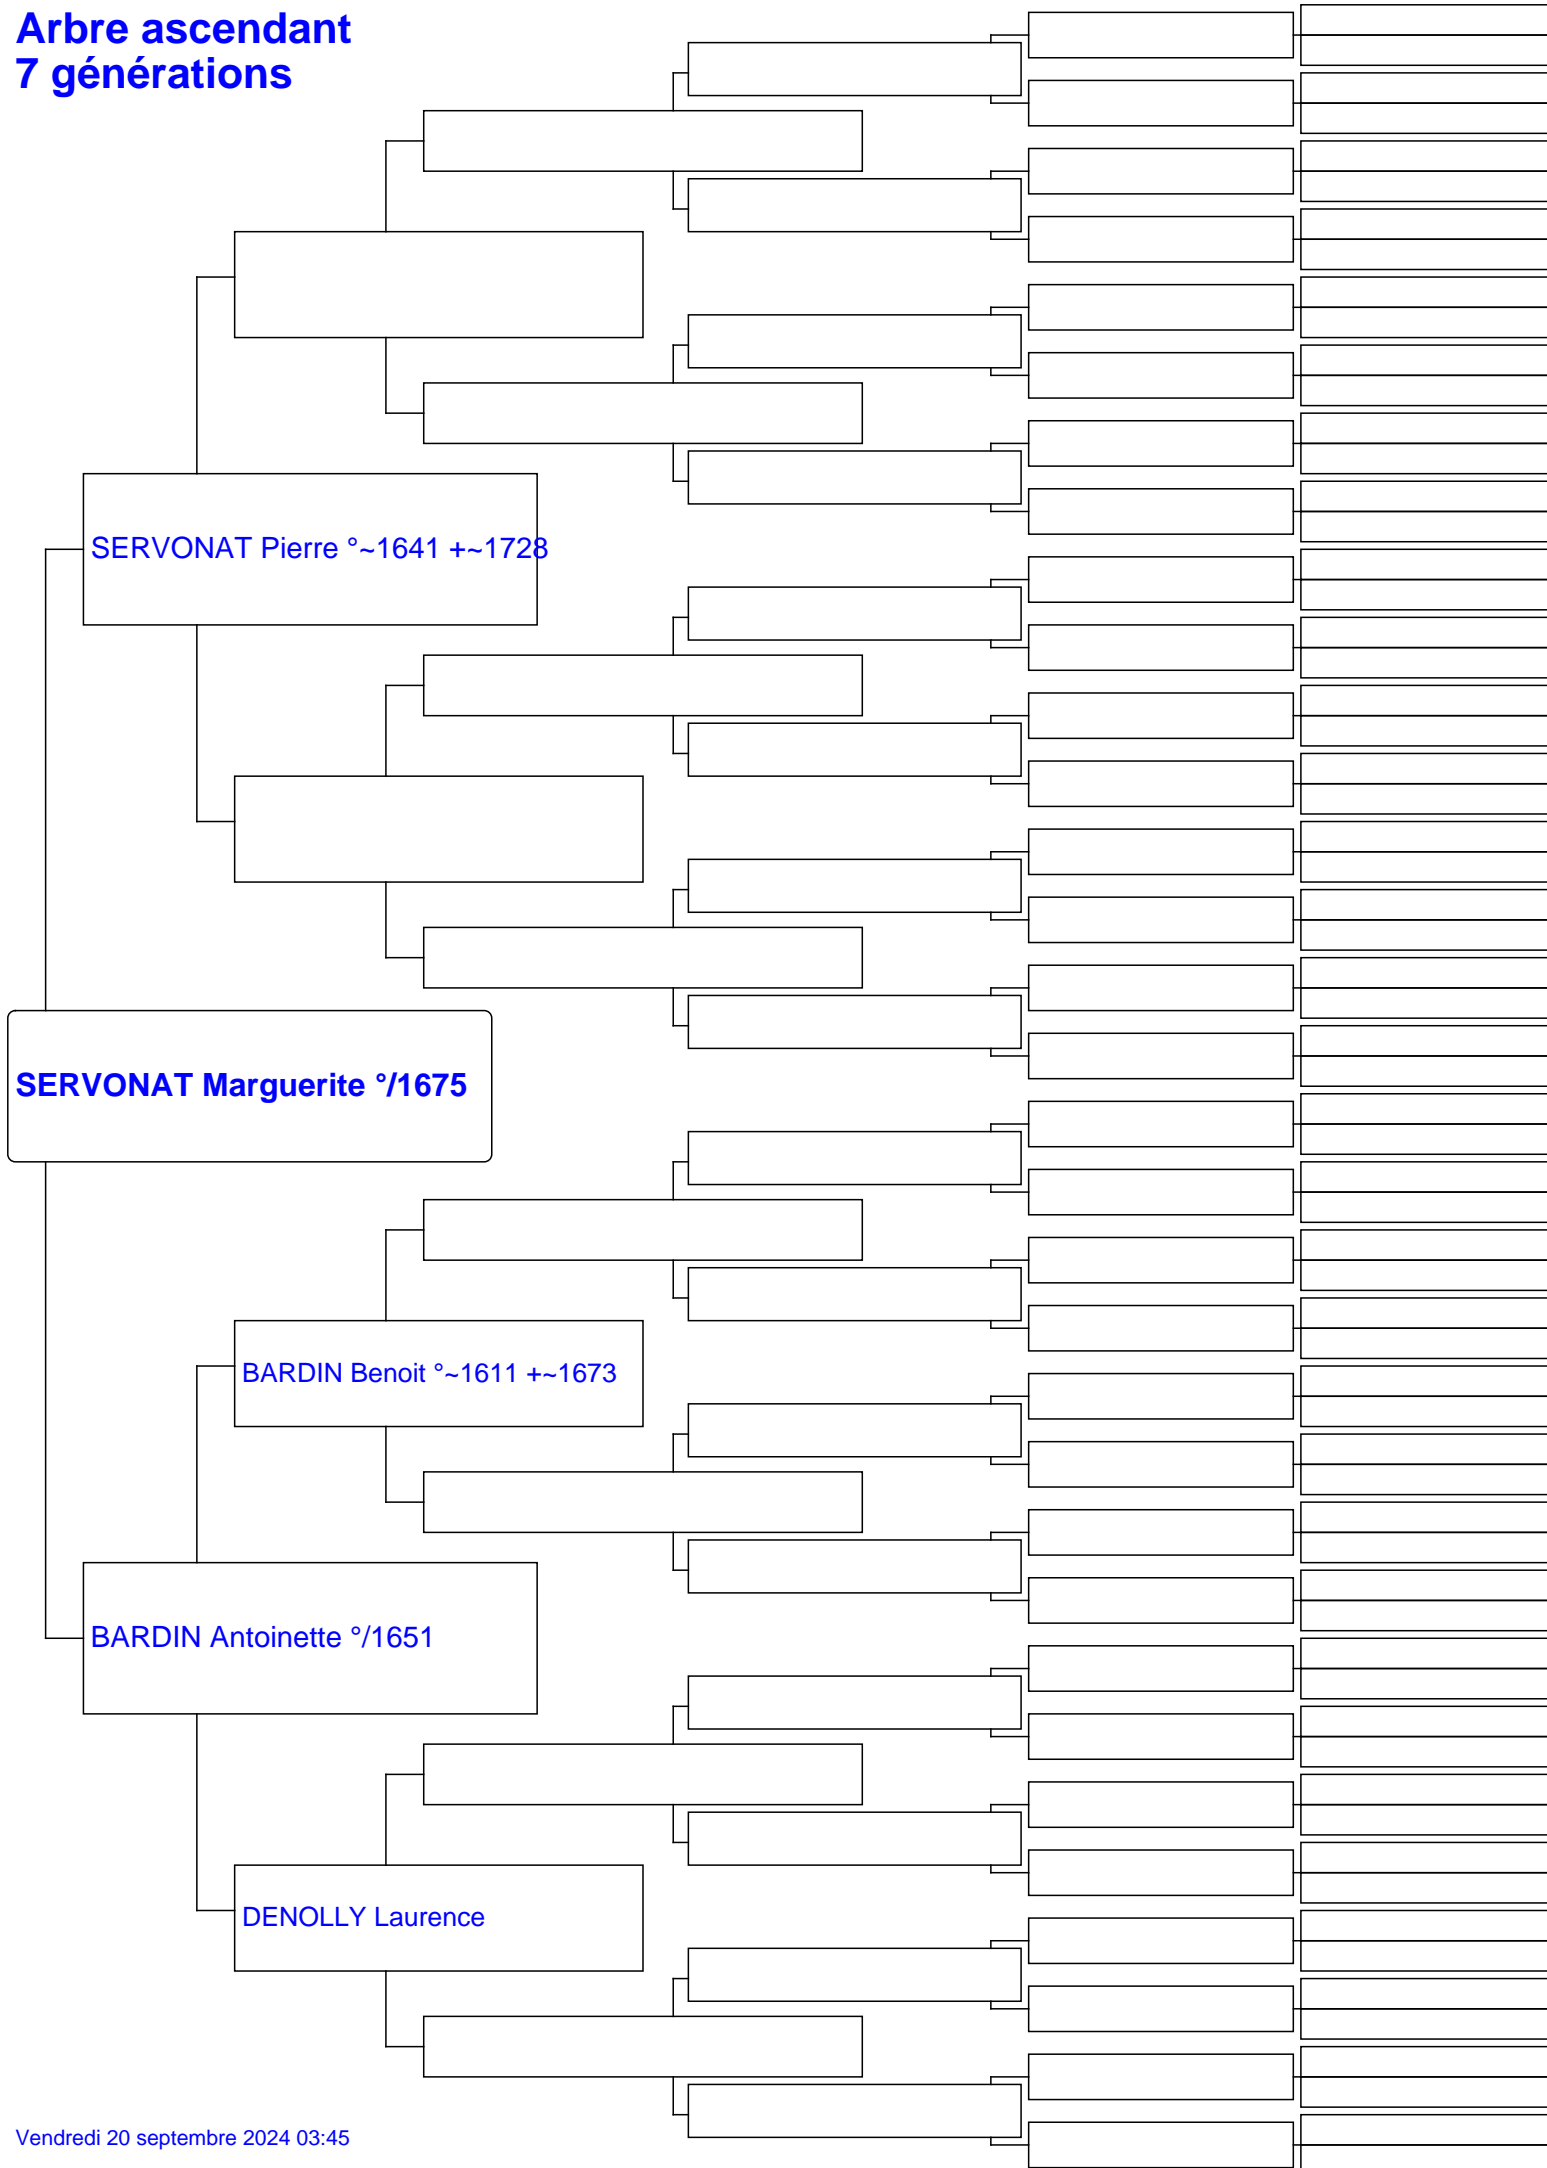 Arbre ascendant
7 générations
SERVONAT Pierre °~1641 +~1728
SERVONAT Marguerite °/1675
BARDIN Benoit °~1611 +~1673
BARDIN Antoinette °/1651
DENOLLY Laurence
Vendredi 20 septembre 2024 03:45